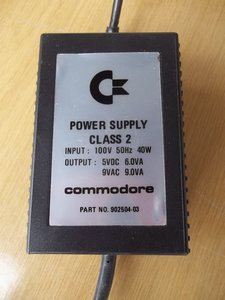 POWER SUPPLY
CLASS 2
INPUT : 100V 50Hz 40W
OUTPUT : 5VDC 6.0VA
9VAC 9.0VA
commodore
PART NO. 902504-03